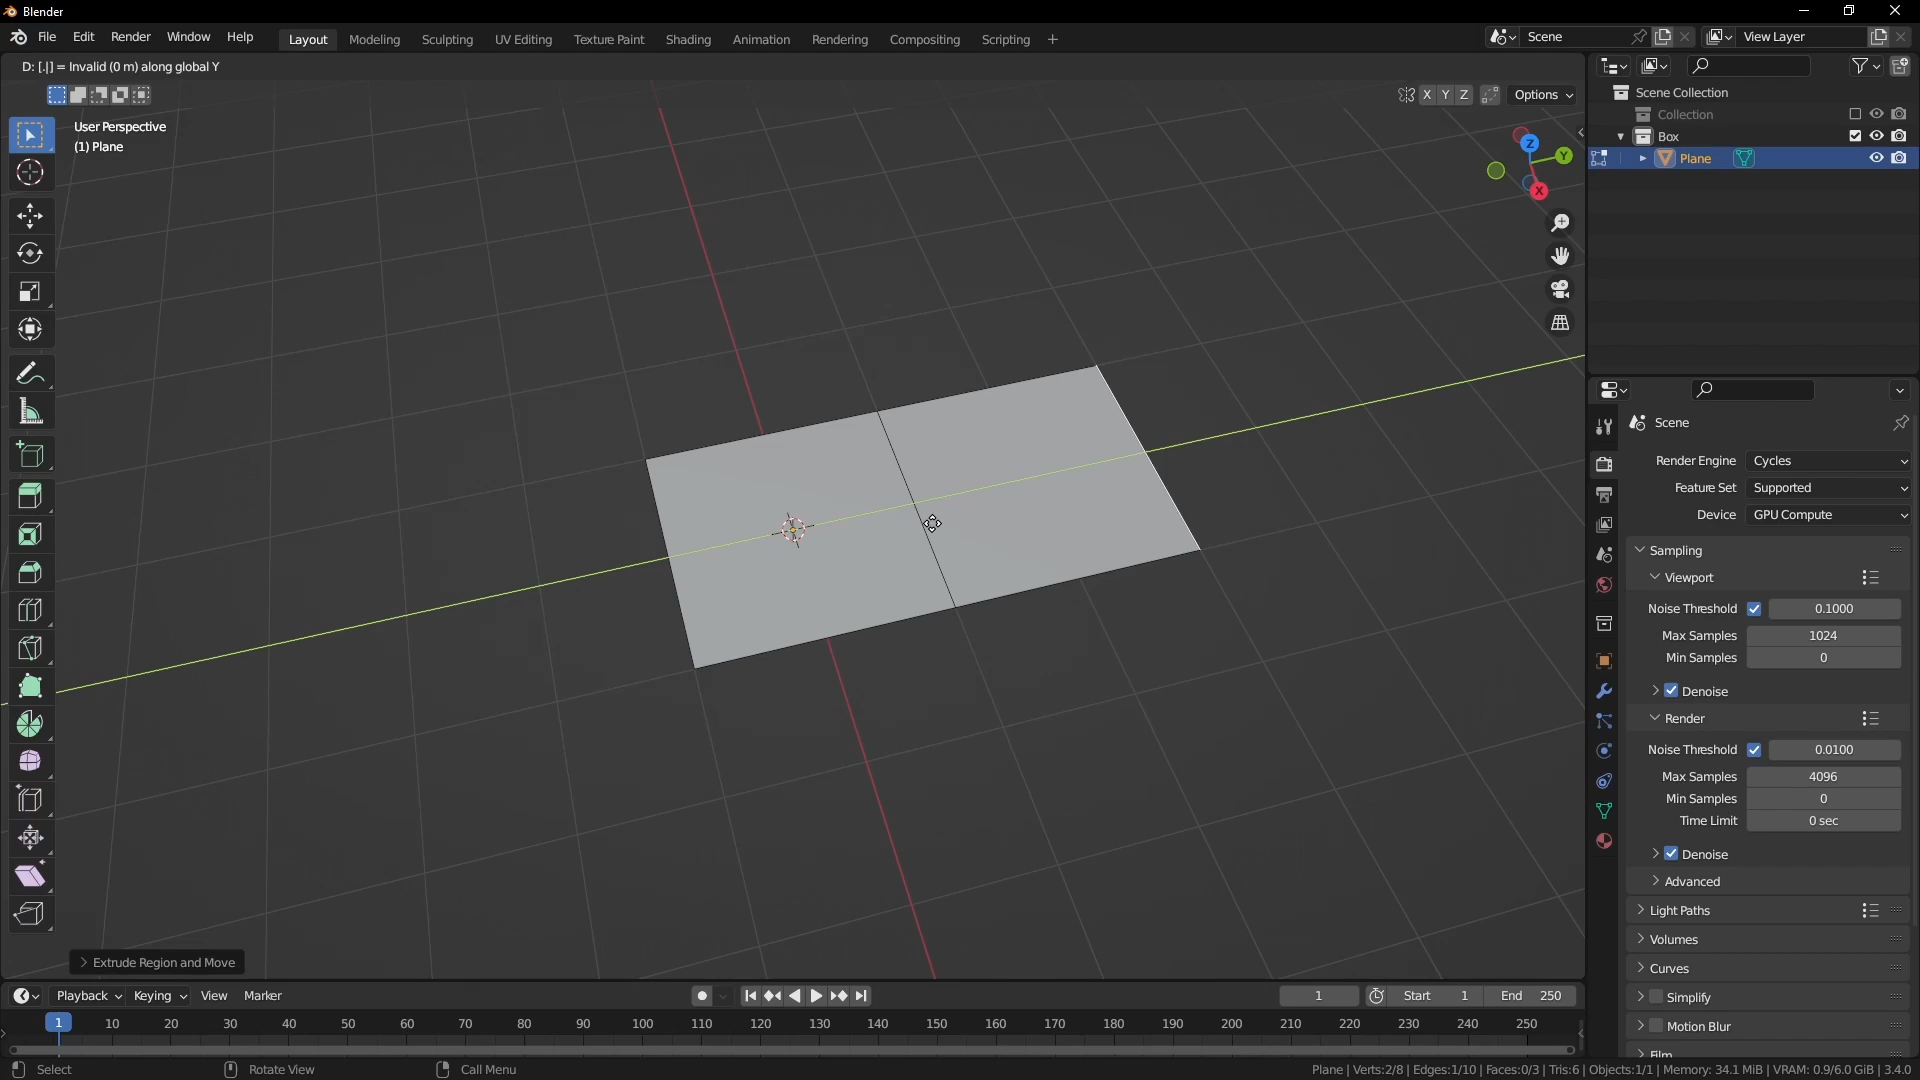 Blender
File Edit Render Window Help
Layout Modeling Sculpting UV Editing Texture Paint Shading Animation Rendering Compositing Scripting +
Scene
View Layer
D: [.|] = Invalid (0 m) along global Y
X Y Z Options
User Perspective
(1) Plane
Z
Y
X
Scene Collection
Collection
Box
Plane
Scene
Render Engine Cycles
Feature Set Supported
Device GPU Compute
Sampling
Viewport
Noise Threshold 0.1000
Max Samples 1024
Min Samples 0
Denoise
Render
Noise Threshold 0.0100
Max Samples 4096
Min Samples 0
Time Limit 0 sec
Denoise
Advanced
Light Paths
Volumes
Curves
Simplify
Motion Blur
Film
Extrude Region and Move
Playback Keying View Marker
1 Start 1 End 250
1 10 20 30 40 50 60 70 80 90 100 110 120 130 140 150 160 170 180 190 200 210 220 230 240 250
Select Rotate View Call Menu
Plane | Verts:2/8 | Edges:1/10 | Faces:0/3 | Tris:6 | Objects:1/1 | Memory: 34.1 MiB | VRAM: 0.9/6.0 GiB | 3.4.0